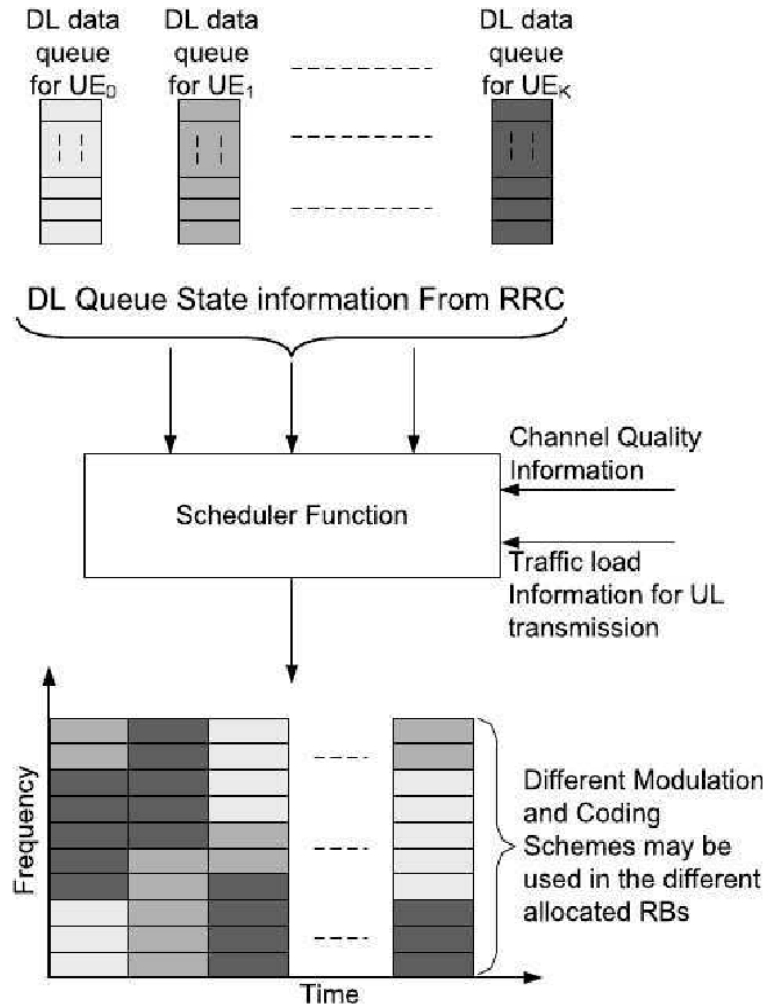 DL data
queue
for UE₀
DL data
queue
for UE₁
DL data
queue
for UEK
DL Queue State information From RRC
Channel Quality
Information
Scheduler Function
Traffic load
Information for UL
transmission
Frequency
Different Modulation
and Coding
Schemes may be
used in the different
allocated RBs
Time